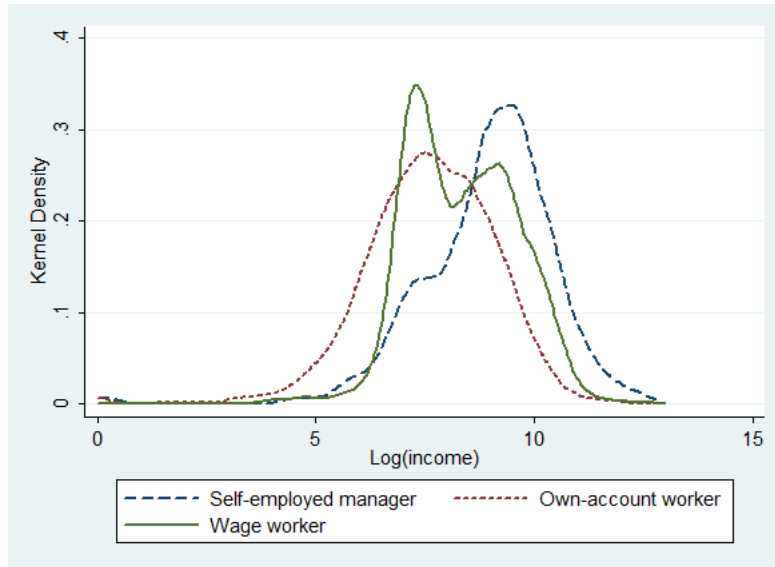 .4
.3
.2
.1
0
Kernel Density
0 5 10 15
Log(income)
Self-employed manager Own-account worker
Wage worker